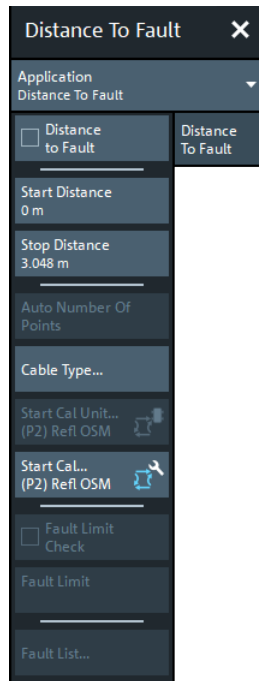 Distance To Fault
Application
Distance To Fault
Distance
to Fault
Distance
To Fault
Start Distance
0 m
Stop Distance
3.048 m
Auto Number Of
Points
Cable Type...
Start Cal Unit...
(P2) Refl OSM
Start Cal...
(P2) Refl OSM
Fault Limit
Check
Fault Limit
Fault List...